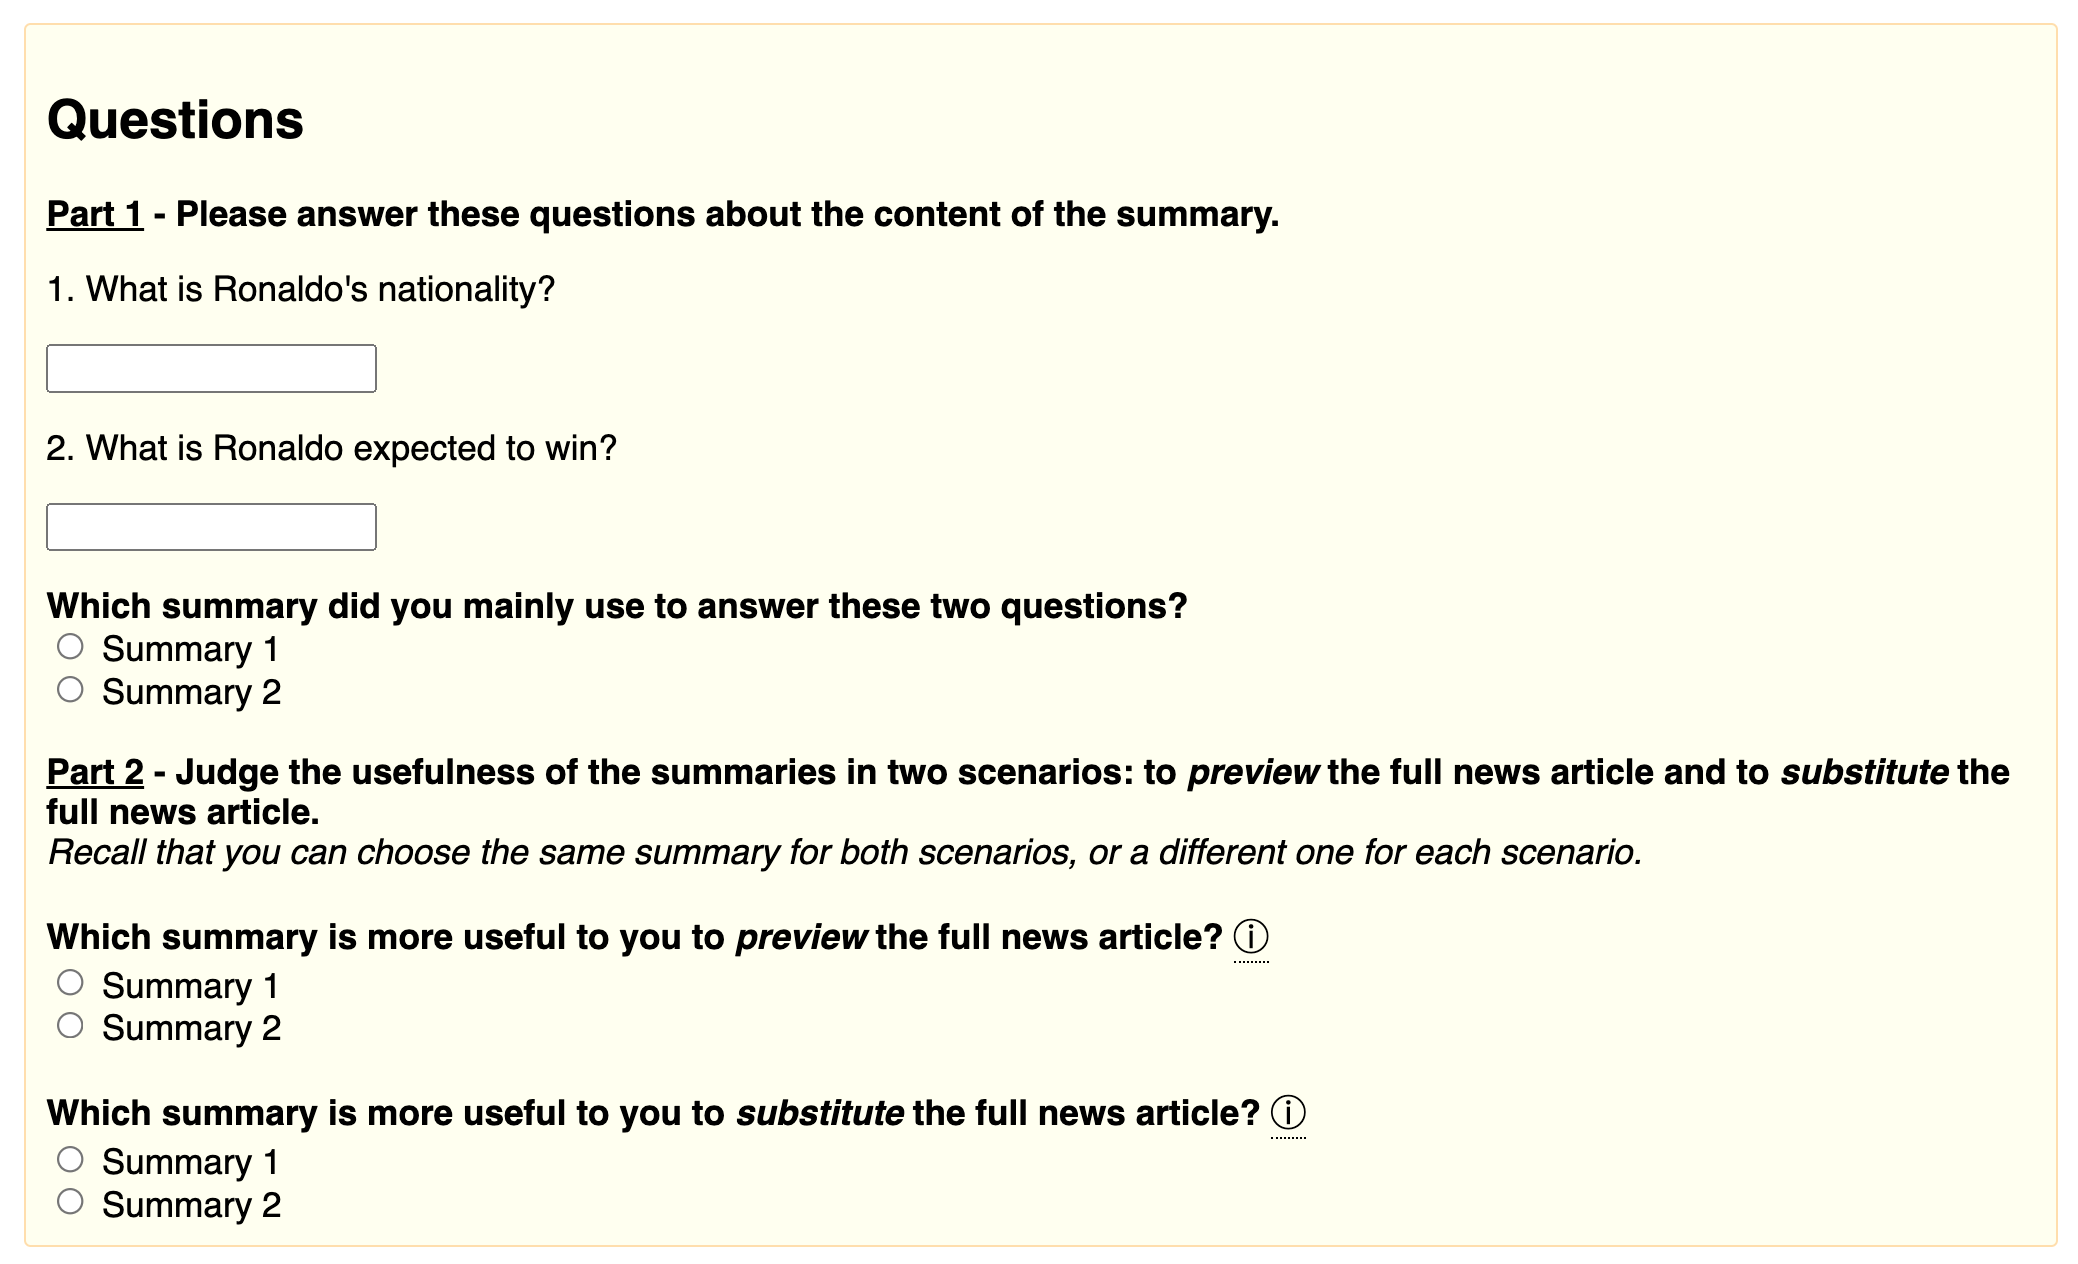 Questions
Part 1 - Please answer these questions about the content of the summary.
1. What is Ronaldo's nationality?
2. What is Ronaldo expected to win?
Which summary did you mainly use to answer these two questions?
Summary 1
Summary 2
Part 2 - Judge the usefulness of the summaries in two scenarios: to preview the full news article and to substitute the
full news article.
Recall that you can choose the same summary for both scenarios, or a different one for each scenario.
Which summary is more useful to you to preview the full news article? ⓘ
Summary 1
Summary 2
Which summary is more useful to you to substitute the full news article? ⓘ
Summary 1
Summary 2